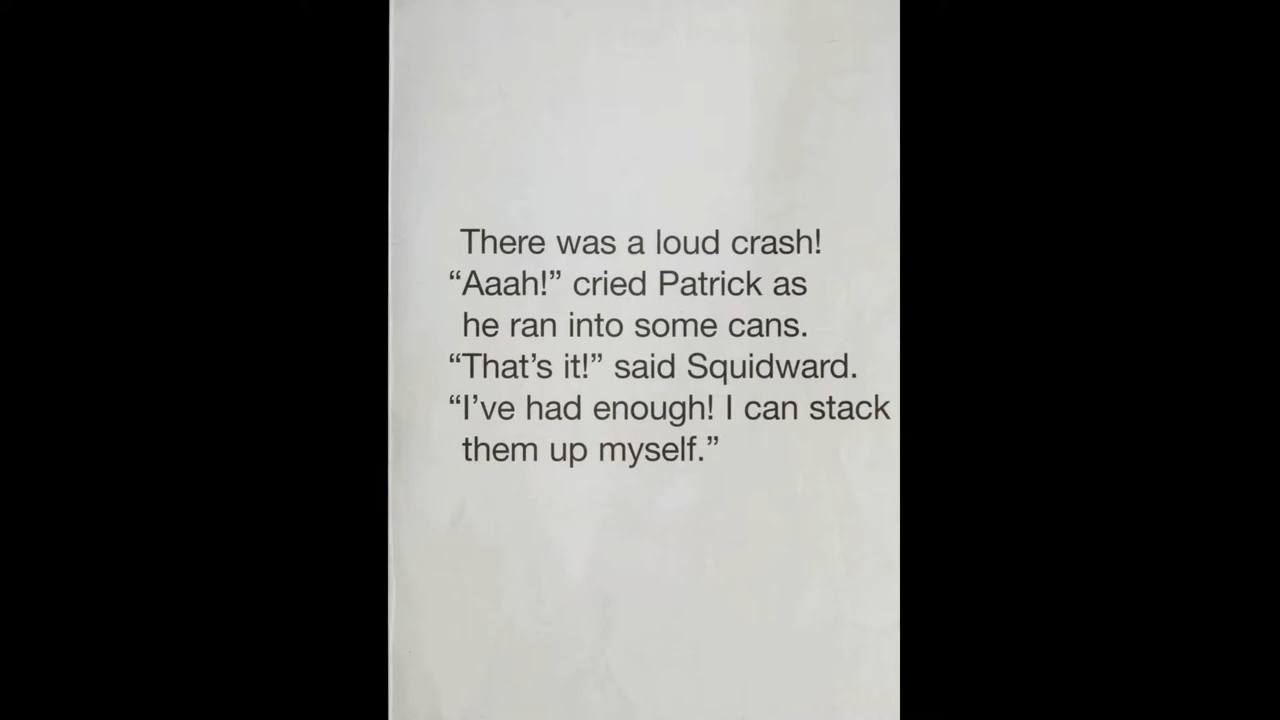 There was a loud crash!
“Aaah!” cried Patrick as
he ran into some cans.
“That’s it!” said Squidward.
“I’ve had enough! I can stack
them up myself.”